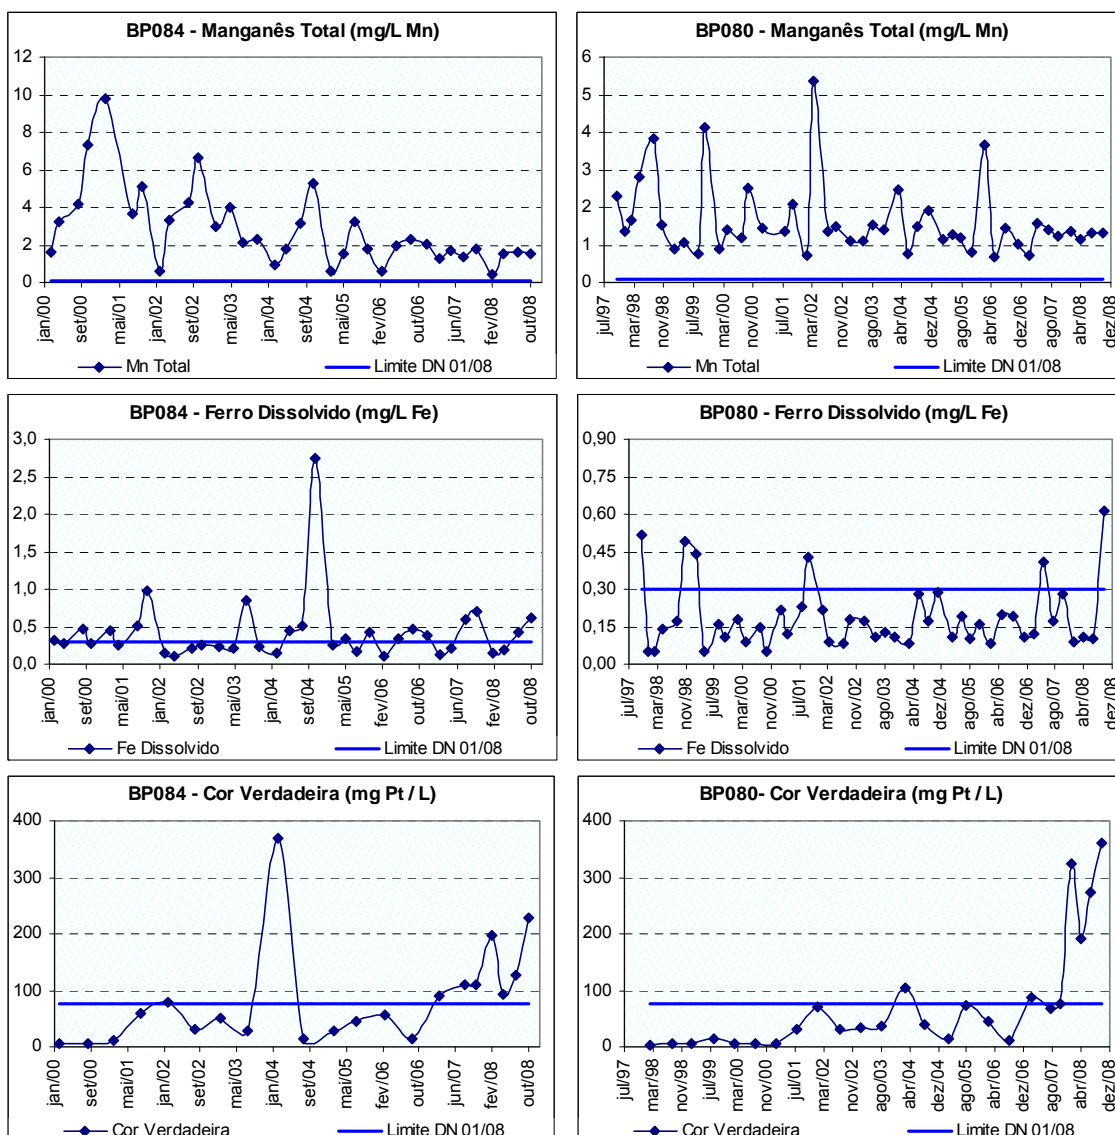 BP084 - Manganês Total (mg/L Mn)
12
10
8
6
4
2
0
jan/00 set/00 mai/01 jan/02 set/02 mai/03 jan/04 set/04 mai/05 fev/06 out/06 jun/07 fev/08 out/08
Mn Total Limite DN 01/08
BP080 - Manganês Total (mg/L Mn)
6
5
4
3
2
1
0
jul/97 mar/98 nov/98 jul/99 mar/00 nov/00 jul/01 mar/02 nov/02 ago/03 abr/04 dez/04 ago/05 abr/06 dez/06 ago/07 abr/08 dez/08
Mn Total Limite DN 01/08
BP084 - Ferro Dissolvido (mg/L Fe)
3,0
2,5
2,0
1,5
1,0
0,5
0,0
jan/00 set/00 mai/01 jan/02 set/02 mai/03 jan/04 set/04 mai/05 fev/06 out/06 jun/07 fev/08 out/08
Fe Dissolvido Limite DN 01/08
BP080 - Ferro Dissolvido (mg/L Fe)
0,90
0,75
0,60
0,45
0,30
0,15
0,00
jul/97 mar/98 nov/98 jul/99 mar/00 nov/00 jul/01 mar/02 nov/02 ago/03 abr/04 dez/04 ago/05 abr/06 dez/06 ago/07 abr/08 dez/08
Fe Dissolvido Limite DN 01/08
BP084 - Cor Verdadeira (mg Pt / L)
400
300
200
100
0
jan/00 set/00 mai/01 jan/02 set/02 mai/03 jan/04 set/04 mai/05 fev/06 out/06 jun/07 fev/08 out/08
Cor Verdadeira Limite DN 01/08
BP080- Cor Verdadeira (mg Pt / L)
400
300
200
100
0
jul/97 mar/98 nov/98 jul/99 mar/00 nov/00 jul/01 mar/02 nov/02 ago/03 abr/04 dez/04 ago/05 abr/06 dez/06 ago/07 abr/08 dez/08
Cor Verdadeira Limite DN 01/08